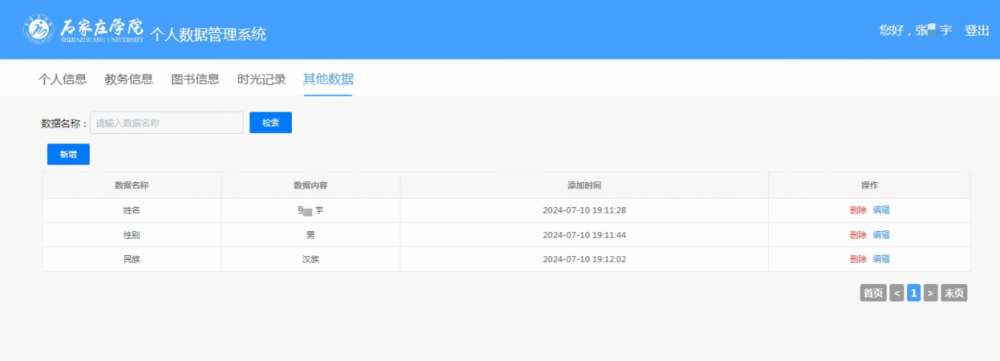 石家庄学院 个人数据管理系统 您好，张 宇 登出
SHIJIAZHUANG UNIVERSITY
个人信息 教务信息 图书信息 时光记录 其他数据
数据名称： 请输入数据名称 检索
新增
数据名称 数据内容 添加时间 操作
姓名 张 宇 2024-07-10 19:11:28 删除 编辑
性别 男 2024-07-10 19:11:44 删除 编辑
民族 汉族 2024-07-10 19:12:02 删除 编辑
首页 < 1 > 末页